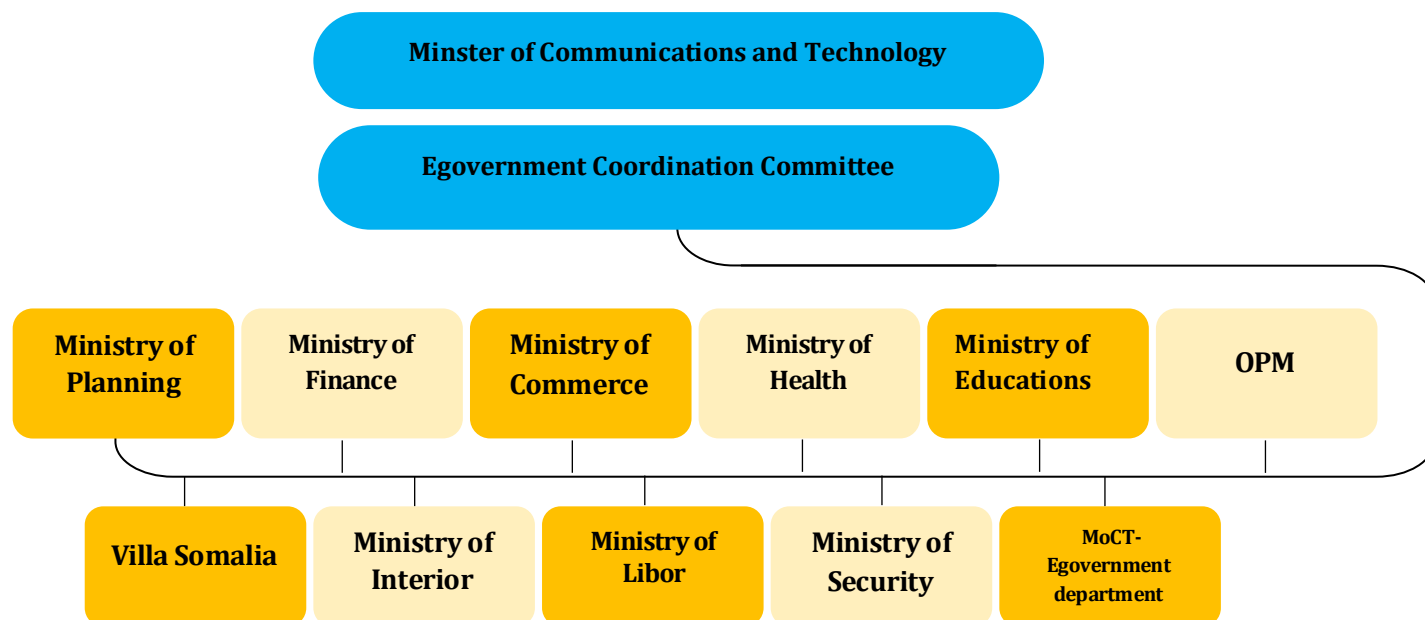 Minster of Communications and Technology
Egovernment Coordination Committee
Ministry of
Planning
Ministry of
Finance
Ministry of
Commerce
Ministry of
Health
Ministry of
Educations
OPM
Villa Somalia
Ministry of
Interior
Ministry of
Libor
Ministry of
Security
MoCT-
Egovernment
department